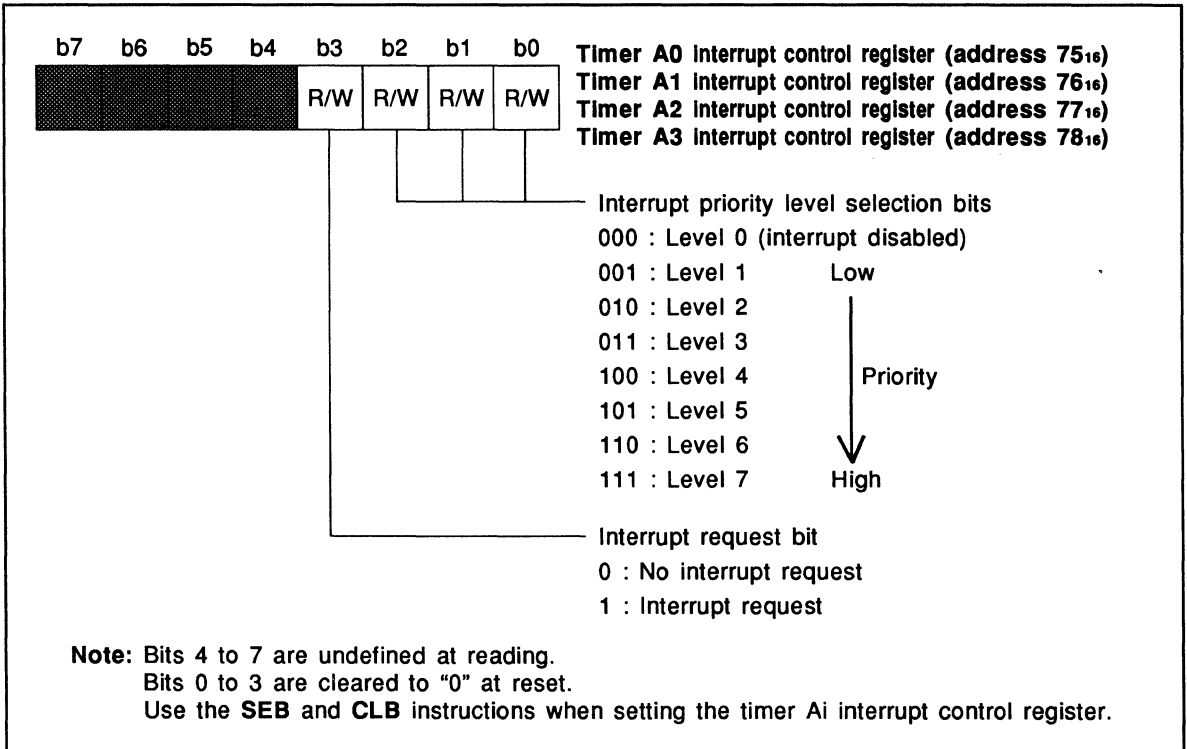 b7 b6 b5 b4 b3 b2 b1 b0
R/W R/W R/W R/W
Timer A0 interrupt control register (address 75₁₆)
Timer A1 interrupt control register (address 76₁₆)
Timer A2 interrupt control register (address 77₁₆)
Timer A3 interrupt control register (address 78₁₆)
Interrupt priority level selection bits
000 : Level 0 (interrupt disabled)
001 : Level 1 Low
010 : Level 2
011 : Level 3
100 : Level 4 Priority
101 : Level 5
110 : Level 6
111 : Level 7 High
Interrupt request bit
0 : No interrupt request
1 : Interrupt request
Note: Bits 4 to 7 are undefined at reading.
Bits 0 to 3 are cleared to “0” at reset.
Use the SEB and CLB instructions when setting the timer Ai interrupt control register.